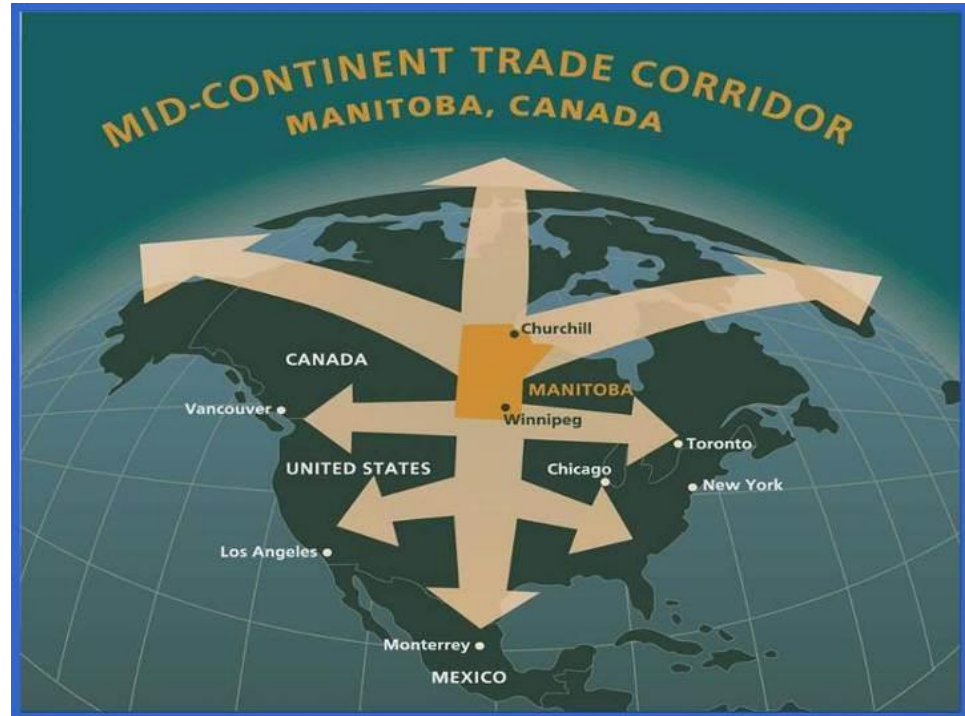 MID-CONTINENT TRADE CORRIDOR
MANITOBA, CANADA
Churchill
CANADA
MANITOBA
Vancouver
Winnipeg
Toronto
UNITED STATES
Chicago
New York
Los Angeles
Monterrey
MEXICO